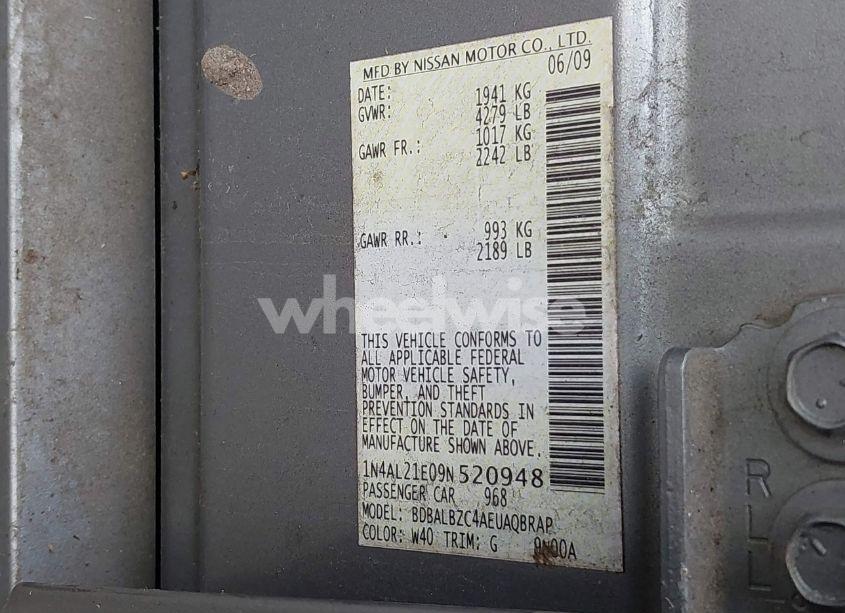 MFD BY NISSAN MOTOR CO., LTD.
DATE: 06/09
GVWR: 1941 KG
4279 LB
GAWR FR.: 1017 KG
2242 LB
GAWR RR.: 993 KG
2189 LB
wheelwise
THIS VEHICLE CONFORMS TO
ALL APPLICABLE FEDERAL
MOTOR VEHICLE SAFETY,
BUMPER, AND THEFT
PREVENTION STANDARDS IN
EFFECT ON THE DATE OF
MANUFACTURE SHOWN ABOVE.
1N4AL21E09N520948
PASSENGER CAR 968
MODEL: BDBALBZC4AEUAQBRAP
COLOR: W40 TRIM: G
RLL